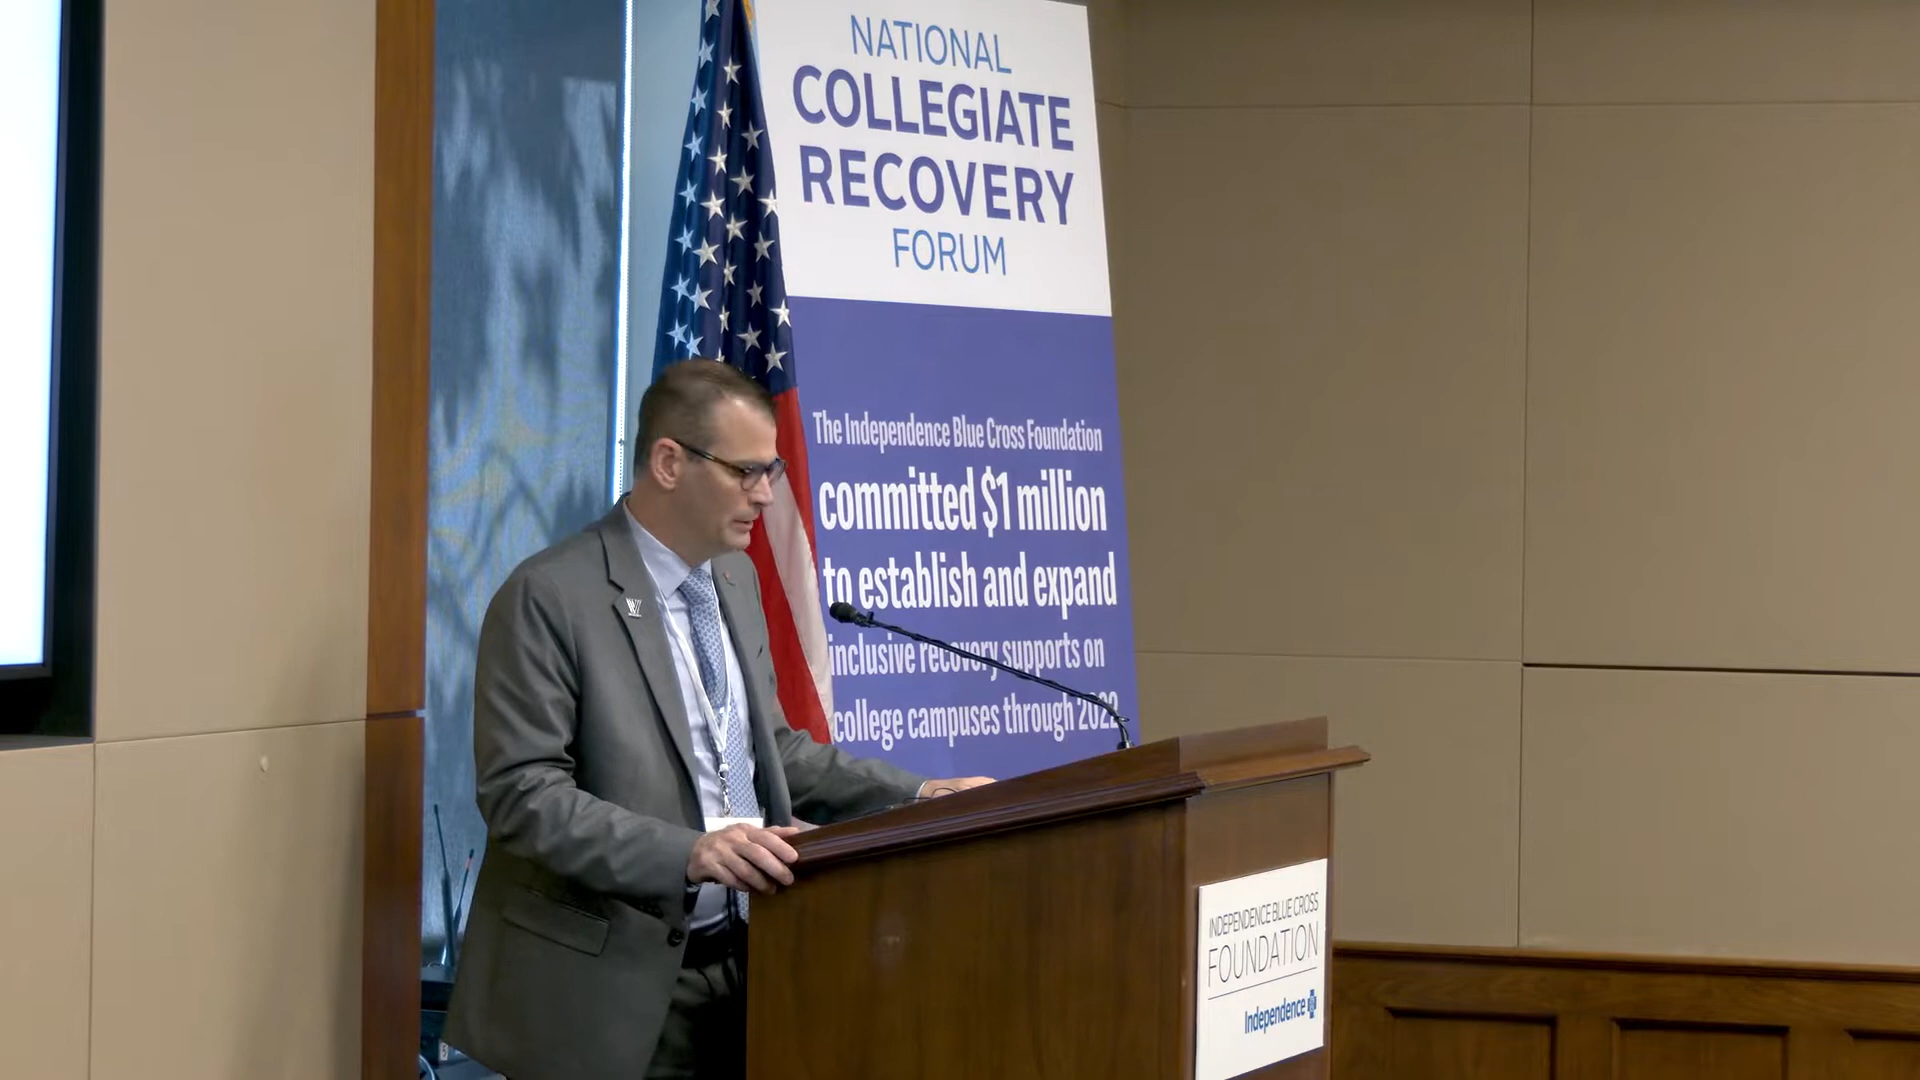 NATIONAL
COLLEGIATE
RECOVERY
FORUM
The Independence Blue Cross Foundation
committed $1 million
to establish and expand
inclusive recovery supports on
college campuses through 2022
INDEPENDENCE BLUE CROSS
FOUNDATION
Independence